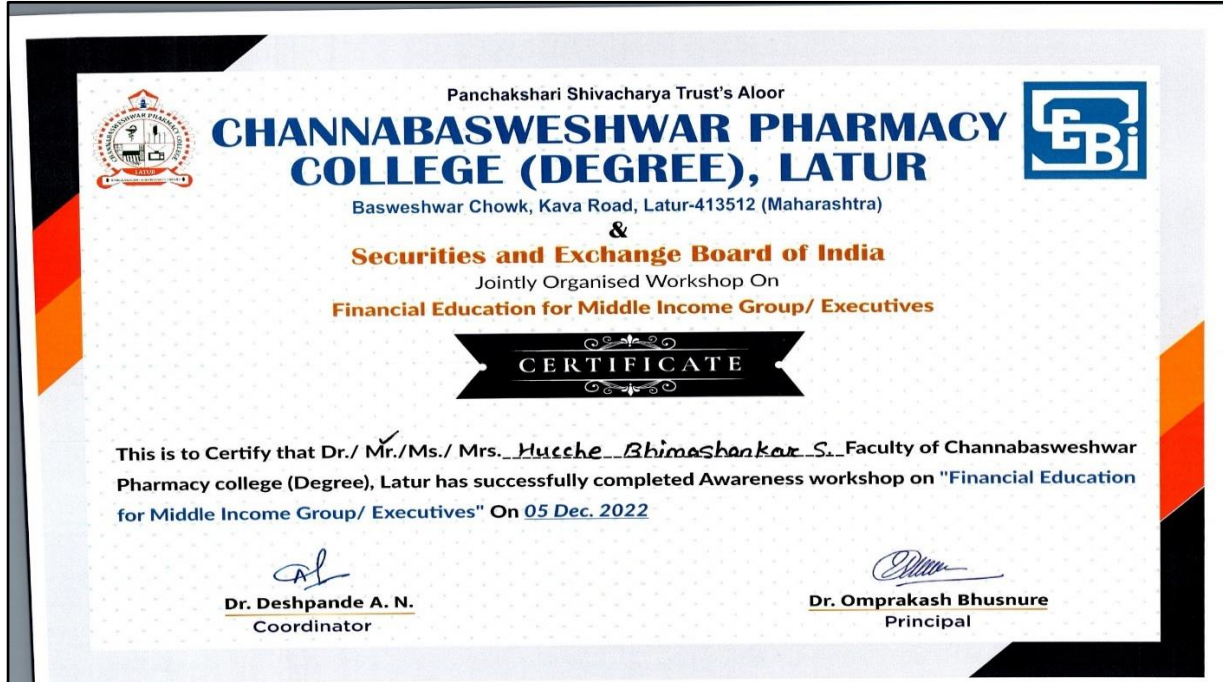 Panchakshari Shivacharya Trust's Aloor
CHANNABASWESHWAR PHARMACY
COLLEGE (DEGREE), LATUR
SEBi
LATUR
Basweshwar Chowk, Kava Road, Latur-413512 (Maharashtra)
&
Securities and Exchange Board of India
Jointly Organised Workshop On
Financial Education for Middle Income Group/ Executives
CERTIFICATE
This is to Certify that Dr./ Mr./Ms./ Mrs. Hucche Bhimashankar S. Faculty of Channabasweshwar
Pharmacy college (Degree), Latur has successfully completed Awareness workshop on "Financial Education
for Middle Income Group/ Executives" On 05 Dec. 2022
Dr. Deshpande A. N.
Coordinator
Dr. Omprakash Bhusnure
Principal